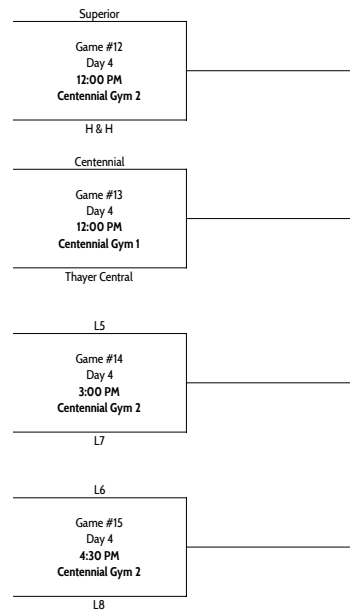 Superior
Game #12
Day 4
12:00 PM
Centennial Gym 2
H & H
Centennial
Game #13
Day 4
12:00 PM
Centennial Gym 1
Thayer Central
L5
Game #14
Day 4
3:00 PM
Centennial Gym 2
L7
L6
Game #15
Day 4
4:30 PM
Centennial Gym 2
L8